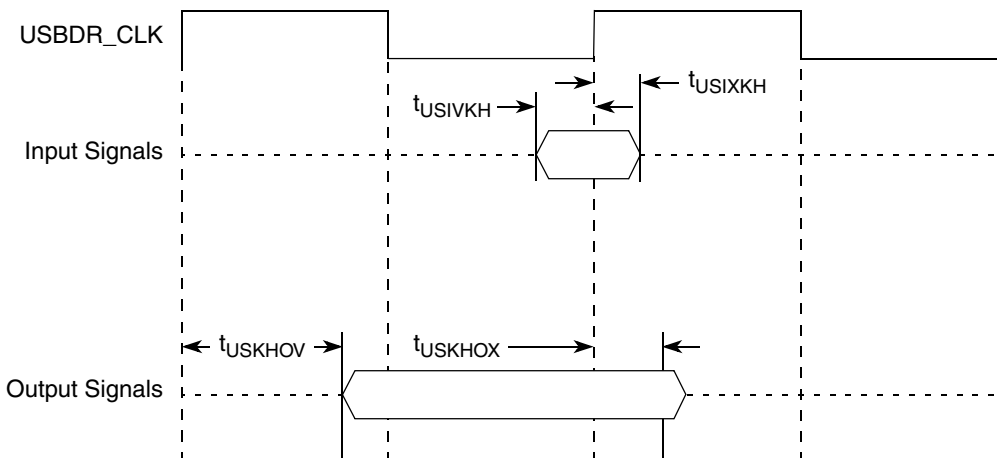 USBDR_CLK
tUSIXKH
tUSIVKH
Input Signals
tUSKHOV
tUSKHOX
Output Signals